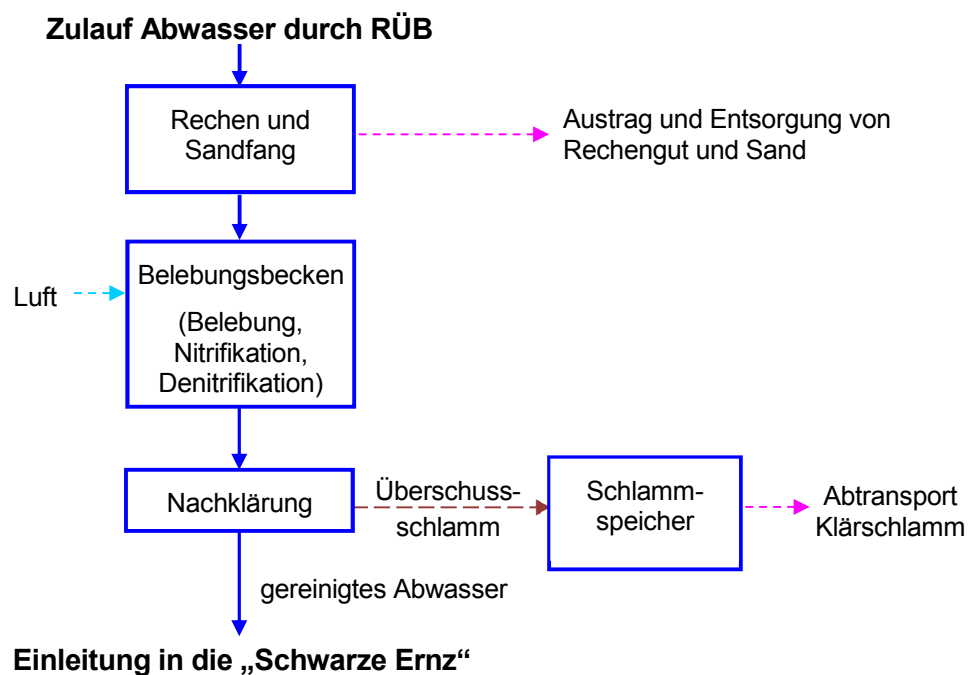 Zulauf Abwasser durch RÜB
Rechen und
Sandfang
Austrag und Entsorgung von
Rechengut und Sand
Belebungsbecken
(Belebung,
Nitrifikation,
Denitrifikation)
Luft
Nachklärung
Überschuss-
schlamm
Schlamm-
speicher
Abtransport
Klärschlamm
gereinigtes Abwasser
Einleitung in die „Schwarze Ernz“